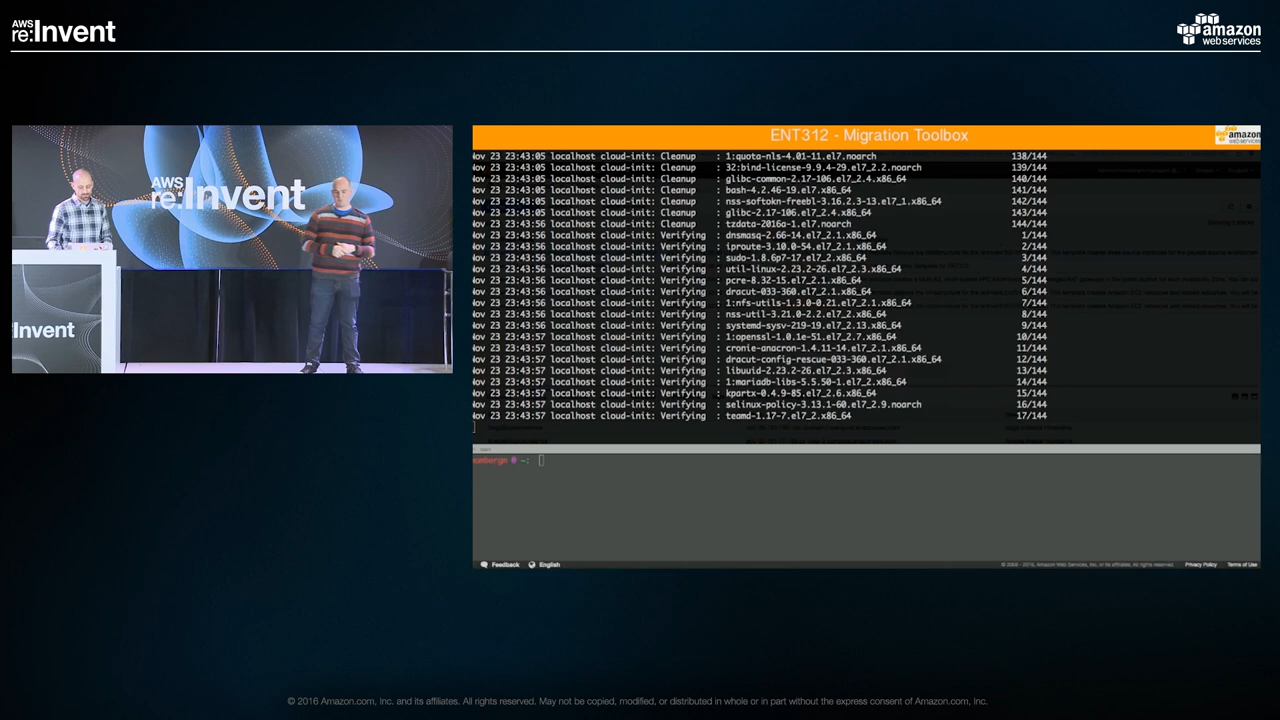 AWS
re:Invent
amazon
web services
AWS
re:Invent
re:Invent
ENT312 - Migration Toolbox
amazon
web services
Nov 23 23:43:05 localhost cloud-init: Cleanup : 1:quota-nls-4.01-11.el7.noarch 138/144
Nov 23 23:43:05 localhost cloud-init: Cleanup : 32:bind-license-9.9.4-29.el7_2.2.noarch 139/144
Nov 23 23:43:05 localhost cloud-init: Cleanup : glibc-common-2.17-106.el7_2.4.x86_64 140/144
Nov 23 23:43:05 localhost cloud-init: Cleanup : bash-4.2.46-19.el7.x86_64 141/144
Nov 23 23:43:05 localhost cloud-init: Cleanup : nss-softokn-freebl-3.16.2.3-13.el7_1.x86_64 142/144
Nov 23 23:43:05 localhost cloud-init: Cleanup : glibc-2.17-106.el7_2.4.x86_64 143/144
Nov 23 23:43:05 localhost cloud-init: Cleanup : tzdata-2016a-1.el7.noarch 144/144
Nov 23 23:43:56 localhost cloud-init: Verifying : dnsmasq-2.66-14.el7_2.1.x86_64 1/144
Nov 23 23:43:56 localhost cloud-init: Verifying : iproute-3.10.0-54.el7_2.1.x86_64 2/144
Nov 23 23:43:56 localhost cloud-init: Verifying : sudo-1.8.6p7-17.el7_2.x86_64 3/144
Nov 23 23:43:56 localhost cloud-init: Verifying : util-linux-2.23.2-26.el7_2.3.x86_64 4/144
Nov 23 23:43:56 localhost cloud-init: Verifying : pcre-8.32-15.el7_2.1.x86_64 5/144
Nov 23 23:43:56 localhost cloud-init: Verifying : dracut-033-360.el7_2.1.x86_64 6/144
Nov 23 23:43:56 localhost cloud-init: Verifying : 1:nfs-utils-1.3.0-0.21.el7_2.1.x86_64 7/144
Nov 23 23:43:56 localhost cloud-init: Verifying : nss-util-3.21.0-2.2.el7_2.x86_64 8/144
Nov 23 23:43:56 localhost cloud-init: Verifying : systemd-sysv-219-19.el7_2.13.x86_64 9/144
Nov 23 23:43:57 localhost cloud-init: Verifying : 1:openssl-1.0.1e-51.el7_2.7.x86_64 10/144
Nov 23 23:43:57 localhost cloud-init: Verifying : cronie-anacron-1.4.11-14.el7_2.1.x86_64 11/144
Nov 23 23:43:57 localhost cloud-init: Verifying : dracut-config-rescue-033-360.el7_2.1.x86_64 12/144
Nov 23 23:43:57 localhost cloud-init: Verifying : libuuid-2.23.2-26.el7_2.3.x86_64 13/144
Nov 23 23:43:57 localhost cloud-init: Verifying : 1:mariadb-libs-5.5.50-1.el7_2.x86_64 14/144
Nov 23 23:43:57 localhost cloud-init: Verifying : kpartx-0.4.9-85.el7_2.6.x86_64 15/144
Nov 23 23:43:57 localhost cloud-init: Verifying : selinux-policy-3.13.1-60.el7_2.9.noarch 16/144
Nov 23 23:43:57 localhost cloud-init: Verifying : teamd-1.17-7.el7_2.x86_64 17/144
Feedback English © 2008 - 2016, Amazon Web Services, Inc. or its affiliates. All rights reserved. Privacy Policy Terms of Use
© 2016 Amazon.com, Inc. and its affiliates. All rights reserved. May not be copied, modified, or distributed in whole or in part without the express consent of Amazon.com, Inc.